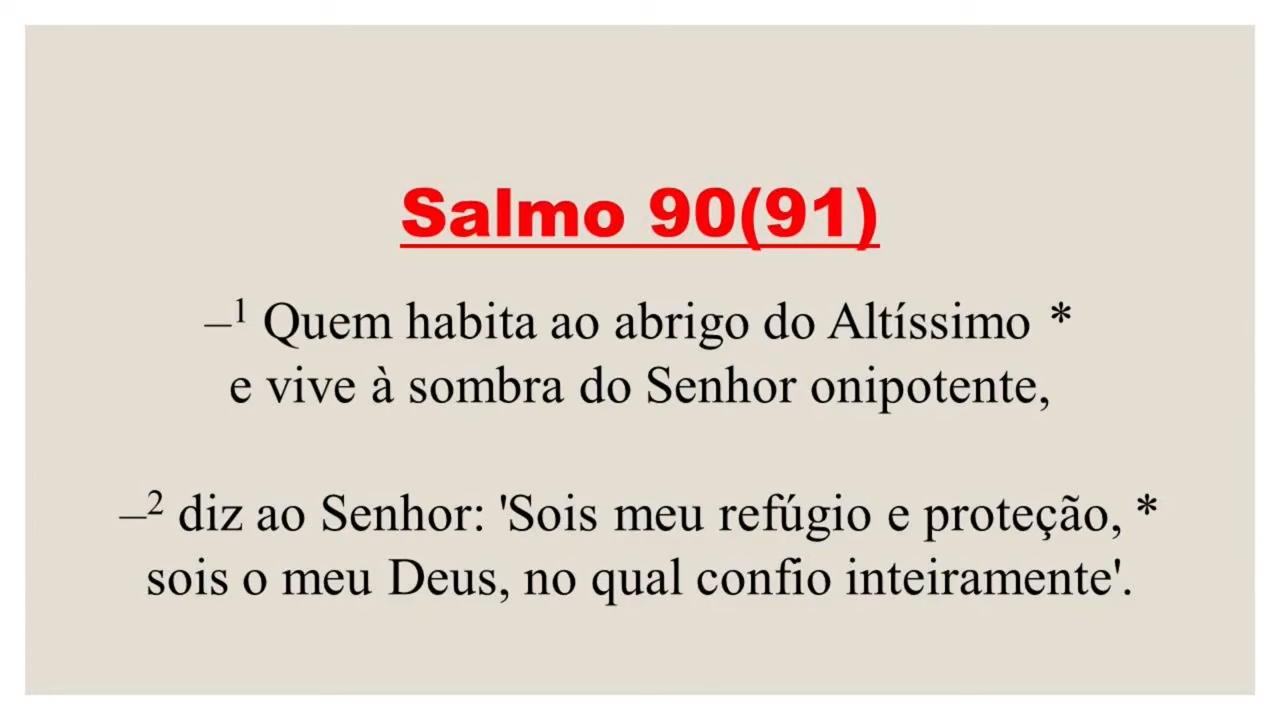 Salmo 90(91)
–¹ Quem habita ao abrigo do Altíssimo *
e vive à sombra do Senhor onipotente,
–² diz ao Senhor: 'Sois meu refúgio e proteção, *
sois o meu Deus, no qual confio inteiramente'.